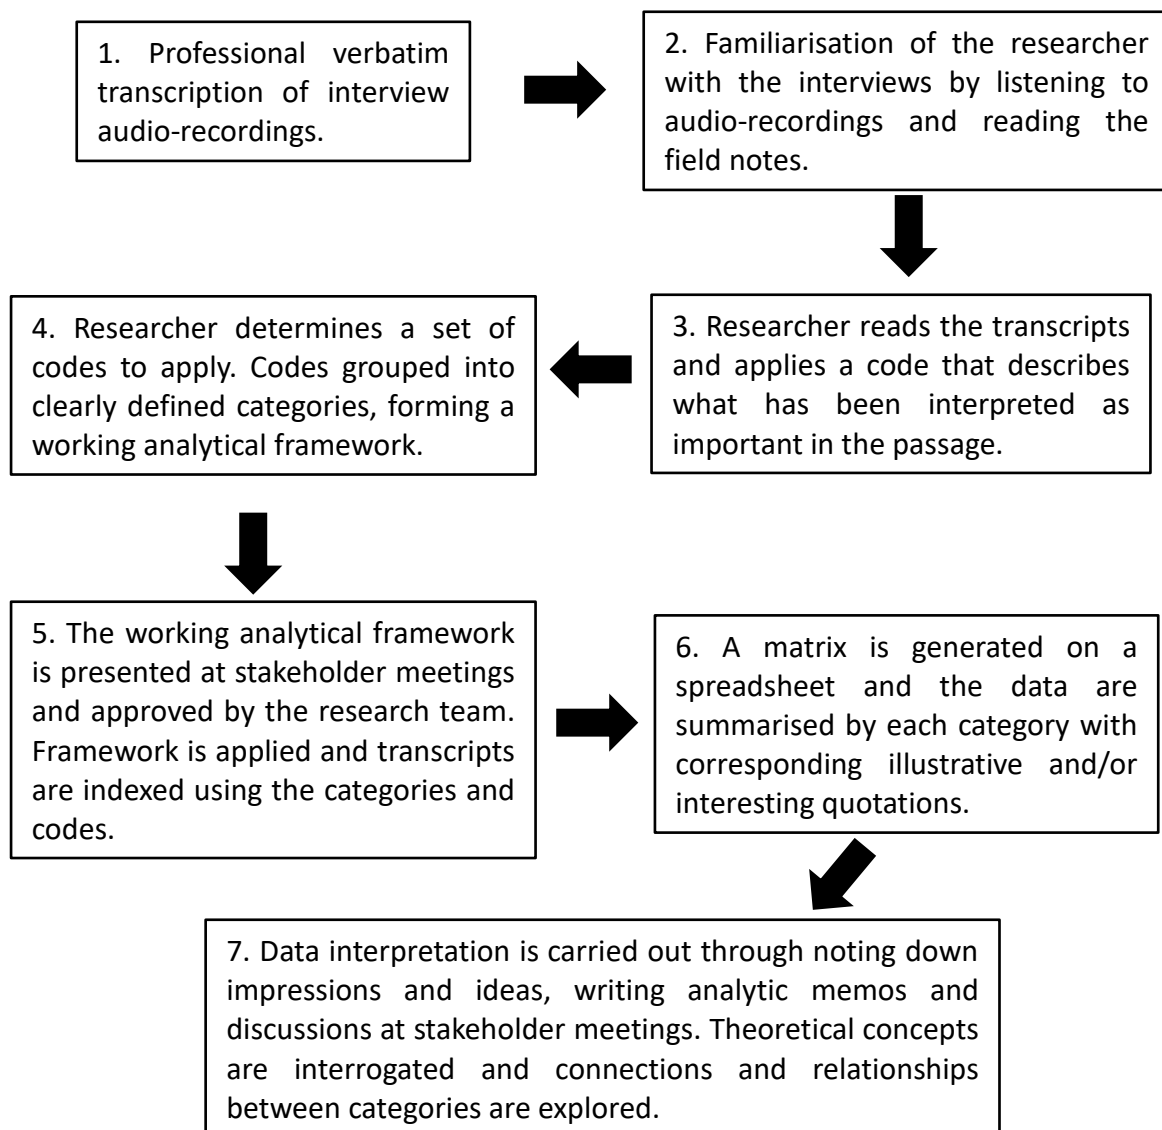 1. Professional verbatim
transcription of interview
audio-recordings.
2. Familiarisation of the researcher
with the interviews by listening to
audio-recordings and reading the
field notes.
3. Researcher reads the transcripts
and applies a code that describes
what has been interpreted as
important in the passage.
4. Researcher determines a set of
codes to apply. Codes grouped into
clearly defined categories, forming a
working analytical framework.
5. The working analytical framework
is presented at stakeholder meetings
and approved by the research team.
Framework is applied and transcripts
are indexed using the categories and
codes.
6. A matrix is generated on a
spreadsheet and the data are
summarised by each category with
corresponding illustrative and/or
interesting quotations.
7. Data interpretation is carried out through noting down
impressions and ideas, writing analytic memos and
discussions at stakeholder meetings. Theoretical concepts
are interrogated and connections and relationships
between categories are explored.